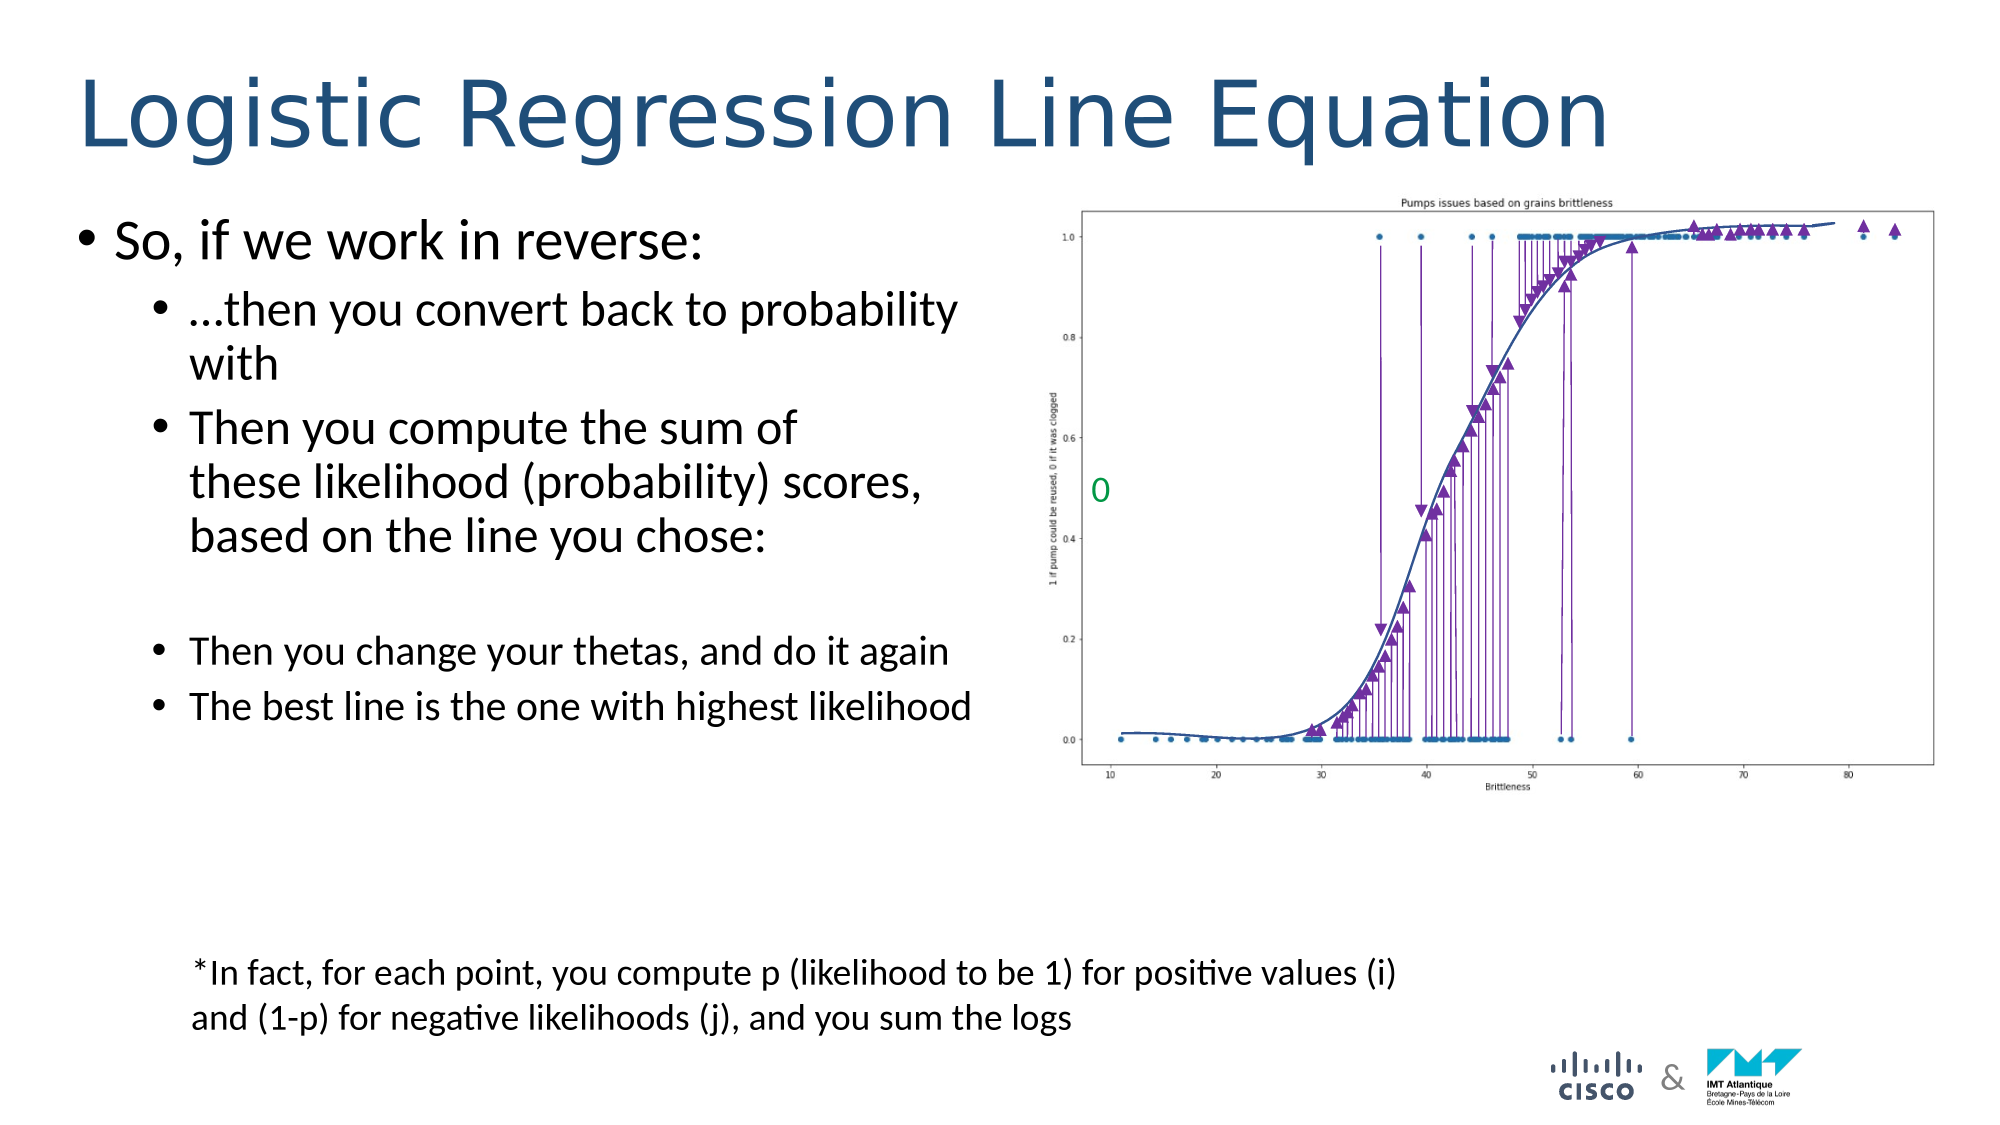 Logistic Regression Line Equation
• So, if we work in reverse:
• …then you convert back to probability
with
• Then you compute the sum of
these likelihood (probability) scores,
based on the line you chose:
• Then you change your thetas, and do it again
• The best line is the one with highest likelihood
Pumps issues based on grains brittleness
1 if pump could be reused, 0 if it was clogged
1.0
0.8
0.6
0
0.4
0.2
0.0
10 20 30 40 50 60 70 80
Brittleness
*In fact, for each point, you compute p (likelihood to be 1) for positive values (i)
and (1-p) for negative likelihoods (j), and you sum the logs
CISCO & IMT Atlantique
Bretagne-Pays de la Loire
École Mines-Télécom